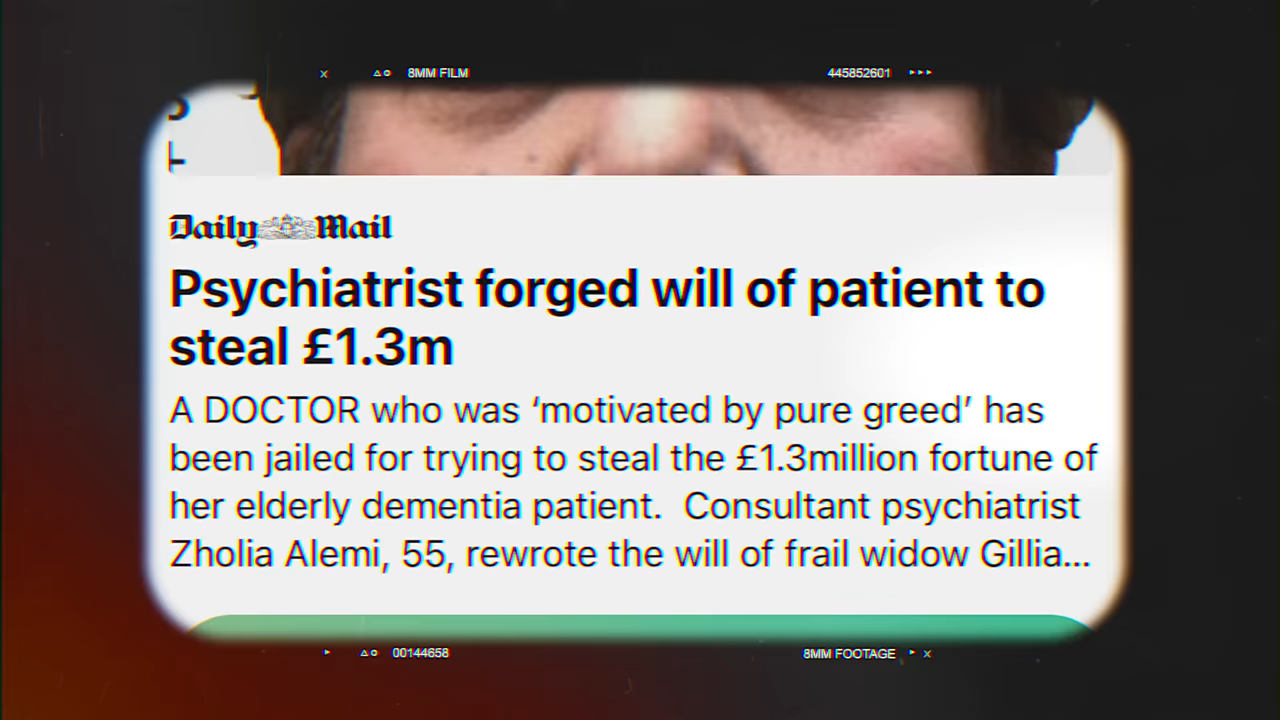 8MM FILM
445852601
Daily Mail
Psychiatrist forged will of patient to
steal £1.3m
A DOCTOR who was ‘motivated by pure greed’ has
been jailed for trying to steal the £1.3million fortune of
her elderly dementia patient. Consultant psychiatrist
Zholia Alemi, 55, rewrote the will of frail widow Gillia...
00144658
8MM FOOTAGE